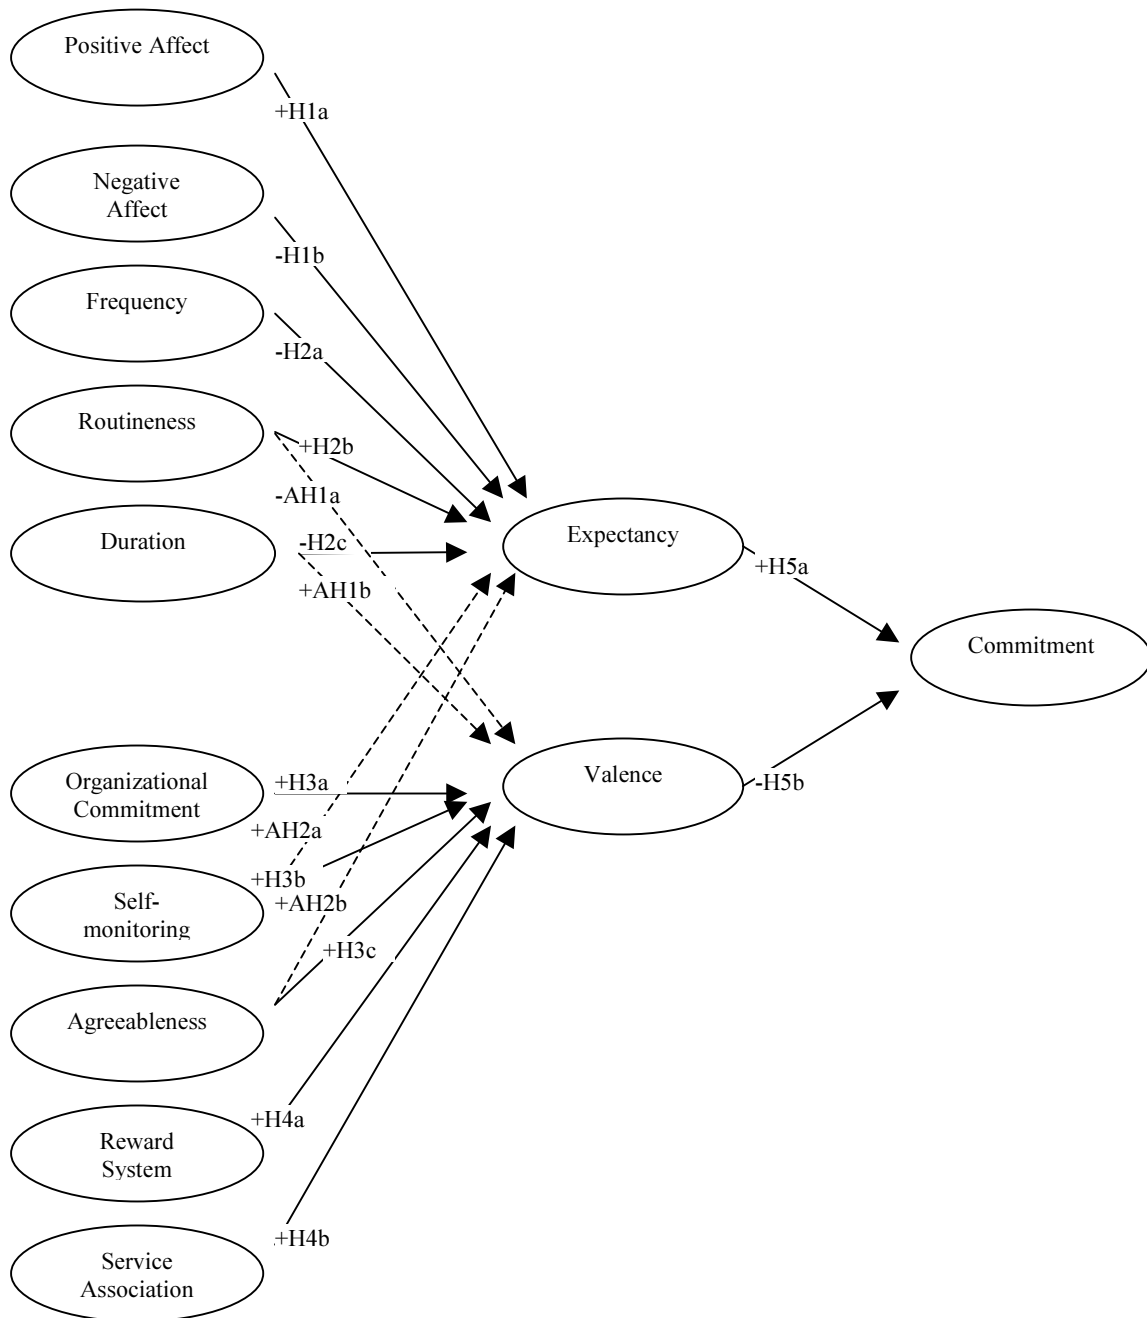 Positive Affect
+H1a
Negative
Affect
-H1b
Frequency
-H2a
Routineness
+H2b
-AH1a
Duration
-H2c
+AH1b
Expectancy
+H5a
Commitment
Organizational
Commitment
+H3a
+AH2a
Valence
-H5b
Self-
monitoring
+H3b
+AH2b
+H3c
Agreeableness
Reward
System
+H4a
Service
Association
+H4b